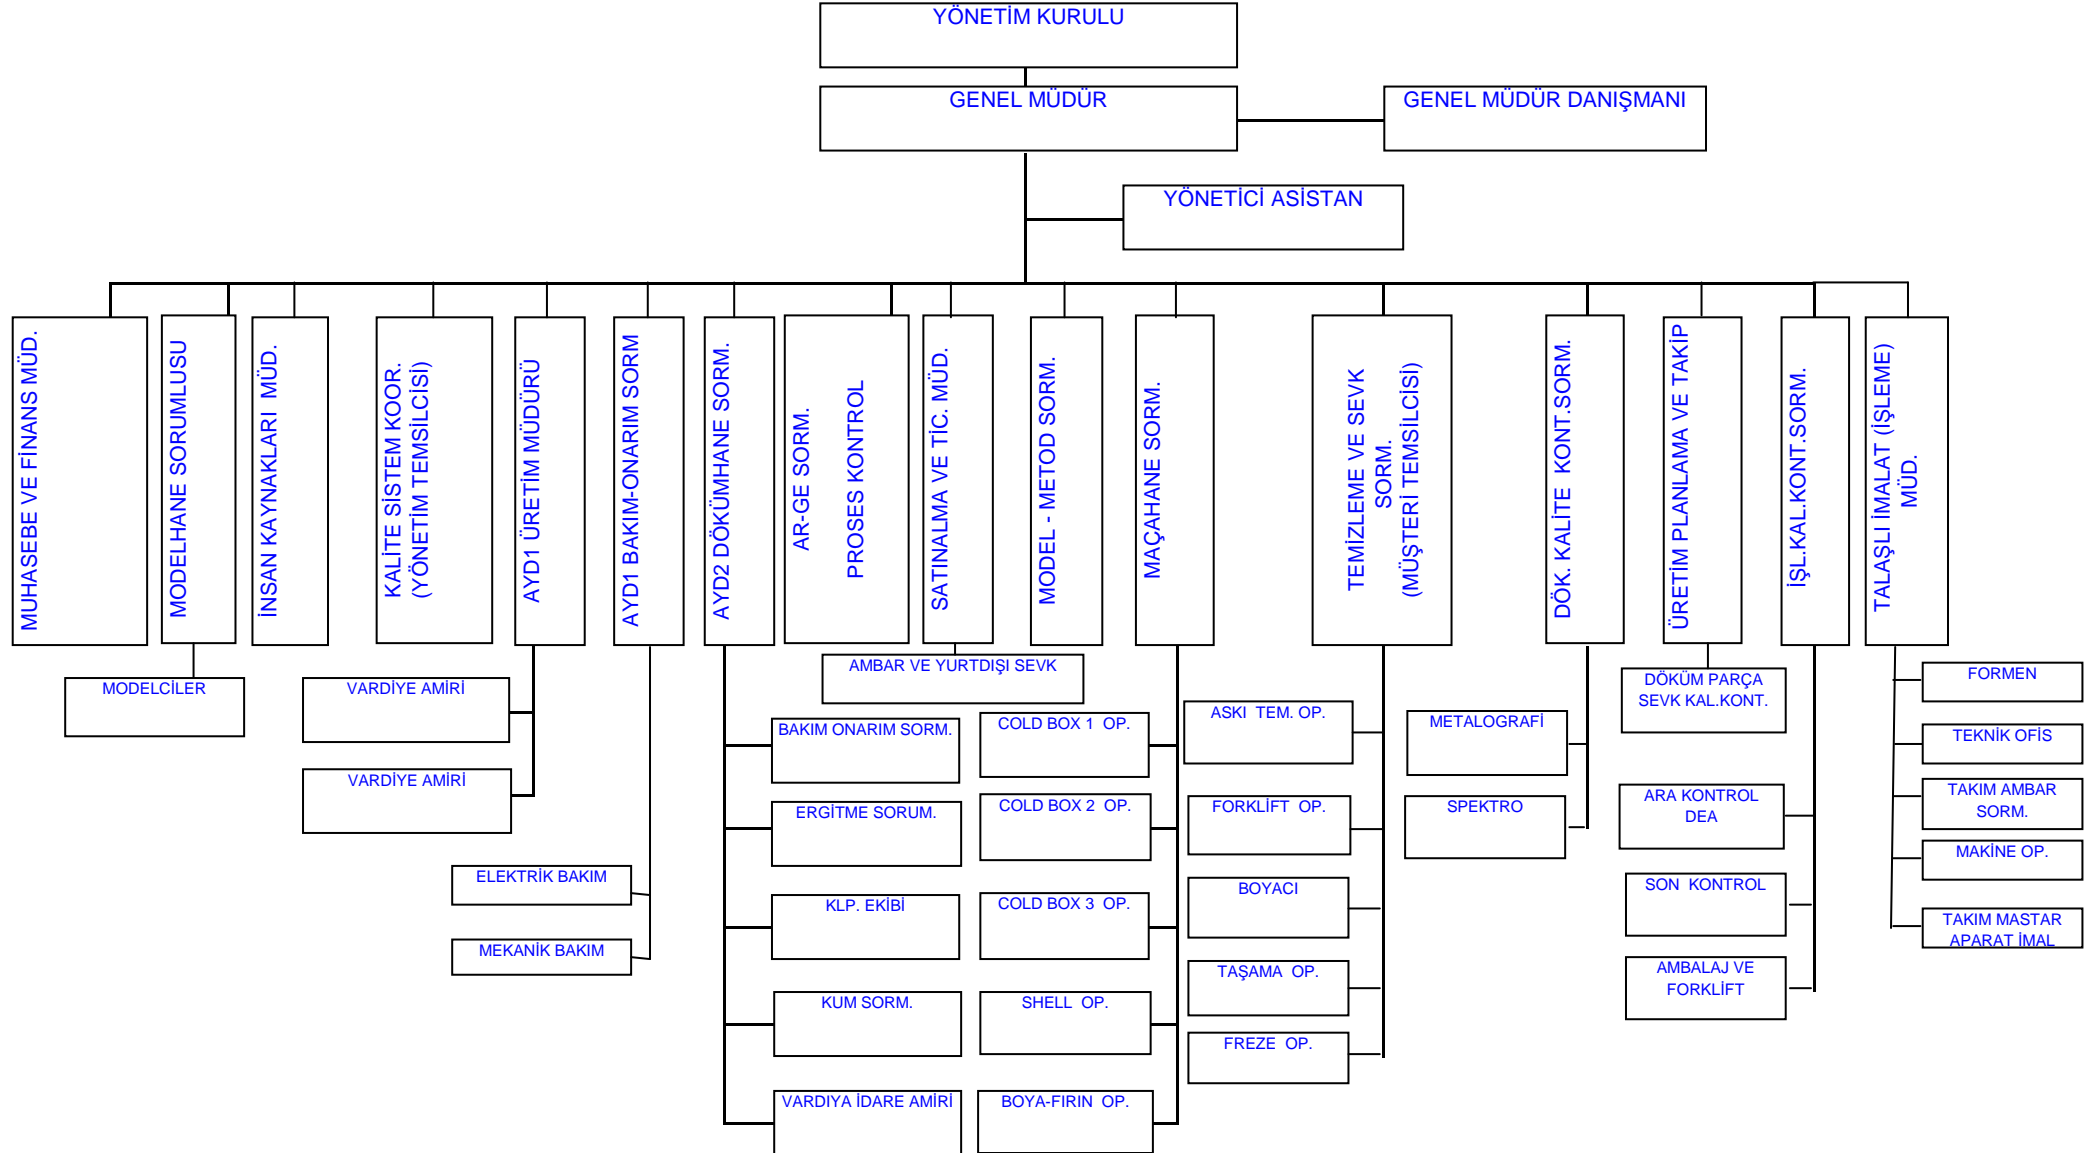 YÖNETİM KURULU
GENEL MÜDÜR
GENEL MÜDÜR DANIŞMANI
YÖNETİCİ ASİSTAN
MUHASEBE VE FİNANS MÜD.
MODELHANE SORUMLUSU
İNSAN KAYNAKLARI MÜD.
KALİTE SİSTEM KOOR.
(YÖNETİM TEMSİLCİSİ)
AYD1 ÜRETİM MÜDÜRÜ
AYD1 BAKIM-ONARIM SORM
AYD2 DÖKÜMHANE SORM.
AR-GE SORM.
PROSES KONTROL
SATINALMA VE TİC. MÜD.
MODEL - METOD SORM.
MAÇAHANE SORM.
TEMİZLEME VE SEVK
SORM.
(MÜŞTERİ TEMSİLCİSİ)
DÖK. KALİTE KONT.SORM.
ÜRETİM PLANLAMA VE TAKİP
İŞL.KAL.KONT.SORM.
TALAŞLI İMALAT (İŞLEME)
MÜD.
MODELCİLER
VARDİYE AMİRİ
VARDİYE AMİRİ
ELEKTRİK BAKIM
MEKANİK BAKIM
BAKIM ONARIM SORM.
ERGİTME SORUM.
KLP. EKİBİ
KUM SORM.
VARDIYA İDARE AMİRİ
AMBAR VE YURTDIŞI SEVK
COLD BOX 1 OP.
COLD BOX 2 OP.
COLD BOX 3 OP.
SHELL OP.
BOYA-FIRIN OP.
ASKI TEM. OP.
FORKLİFT OP.
BOYACI
TAŞAMA OP.
FREZE OP.
METALOGRAFİ
SPEKTRO
DÖKÜM PARÇA
SEVK KAL.KONT.
ARA KONTROL
DEA
SON KONTROL
AMBALAJ VE
FORKLİFT
FORMEN
TEKNİK OFİS
TAKIM AMBAR
SORM.
MAKİNE OP.
TAKIM MASTAR
APARAT İMAL